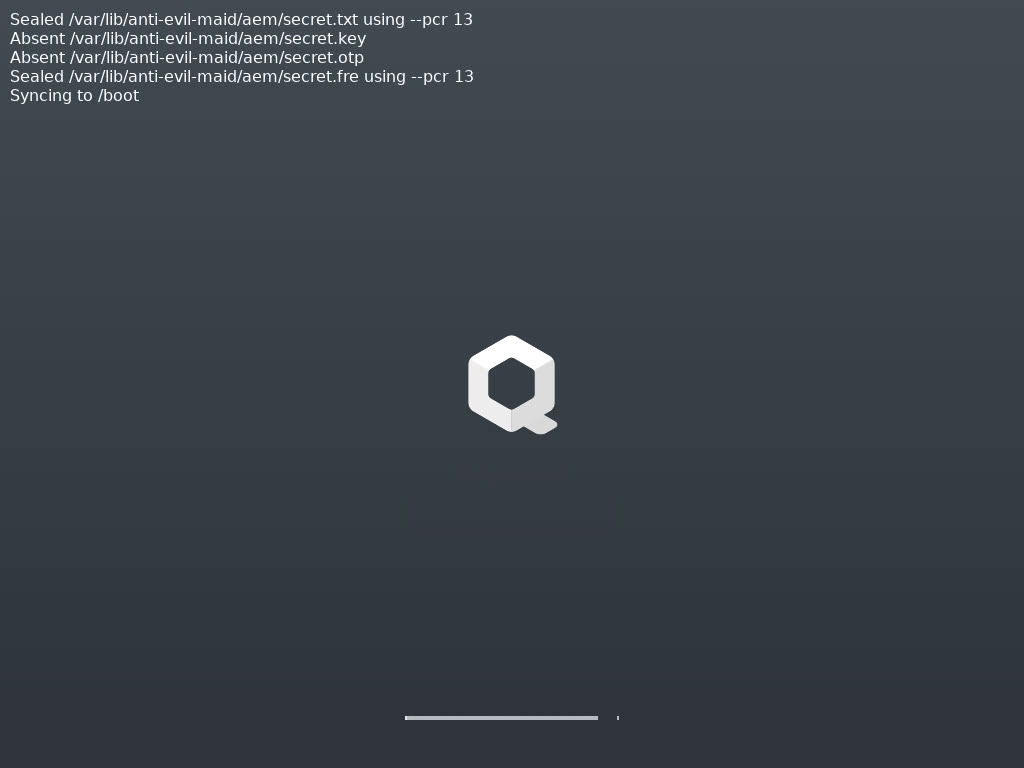 Sealed /var/lib/anti-evil-maid/aem/secret.txt using --pcr 13
Absent /var/lib/anti-evil-maid/aem/secret.key
Absent /var/lib/anti-evil-maid/aem/secret.otp
Sealed /var/lib/anti-evil-maid/aem/secret.fre using --pcr 13
Syncing to /boot